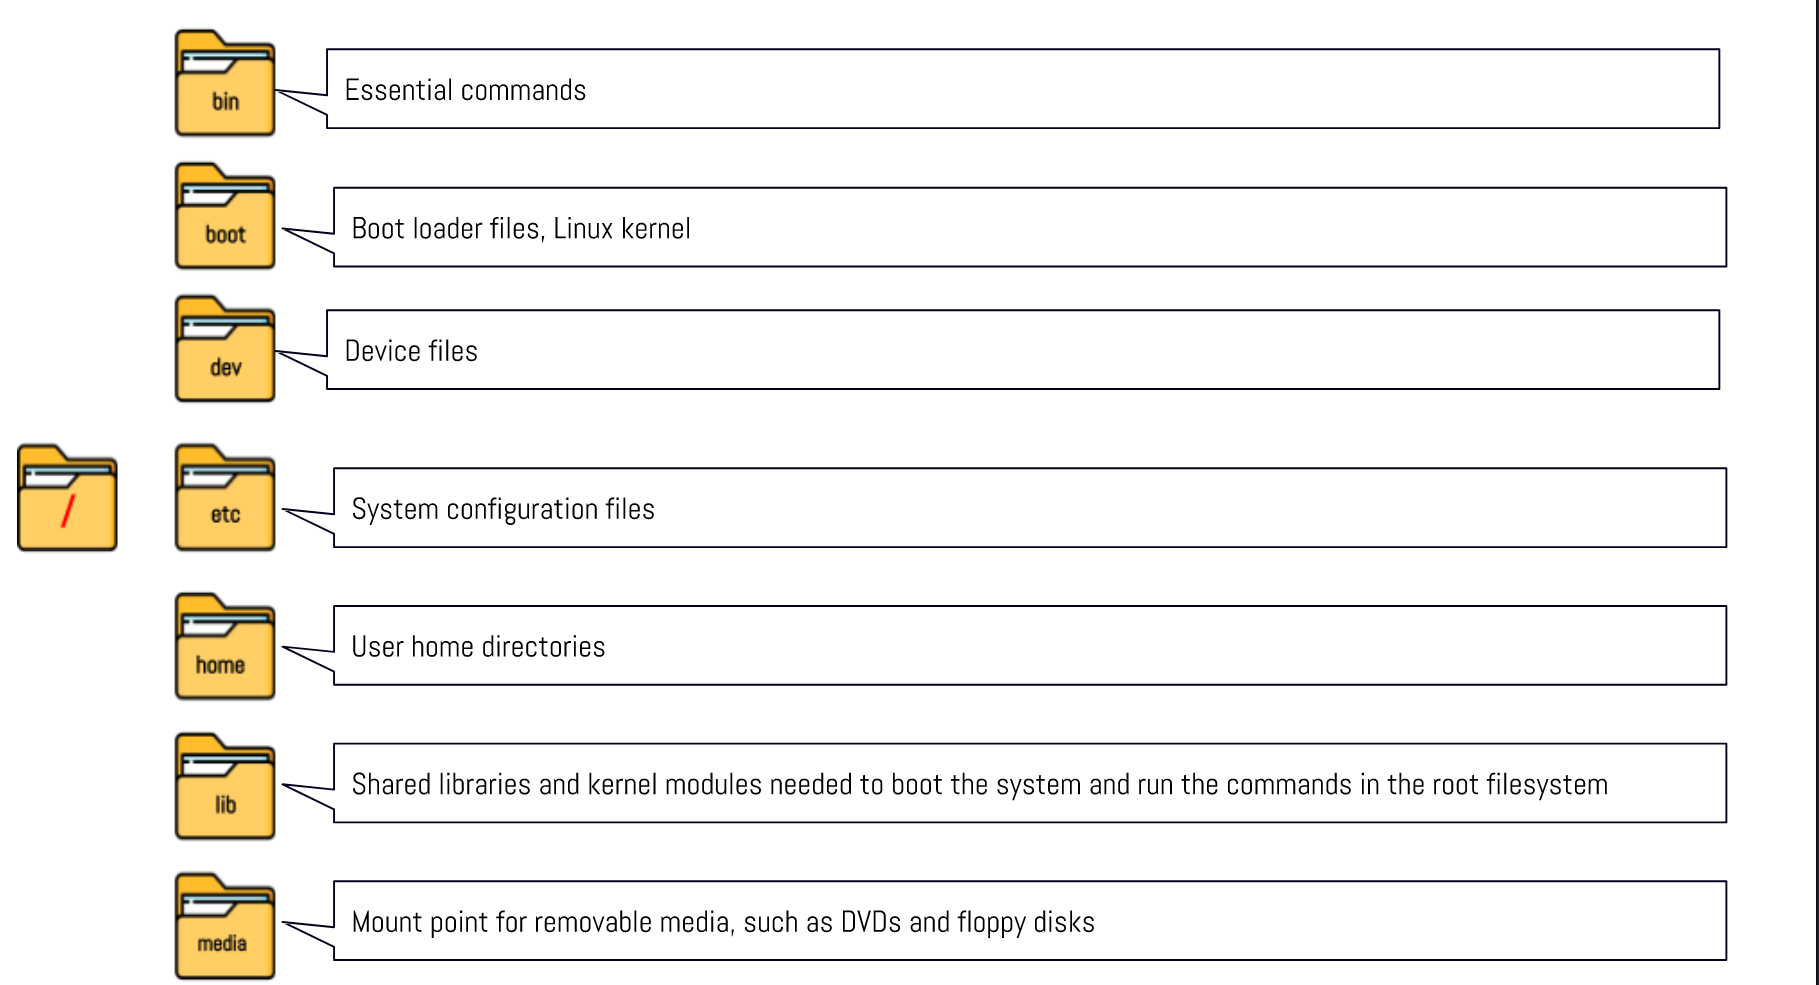 bin
Essential commands
boot
Boot loader files, Linux kernel
dev
Device files
/
etc
System configuration files
home
User home directories
lib
Shared libraries and kernel modules needed to boot the system and run the commands in the root filesystem
media
Mount point for removable media, such as DVDs and floppy disks